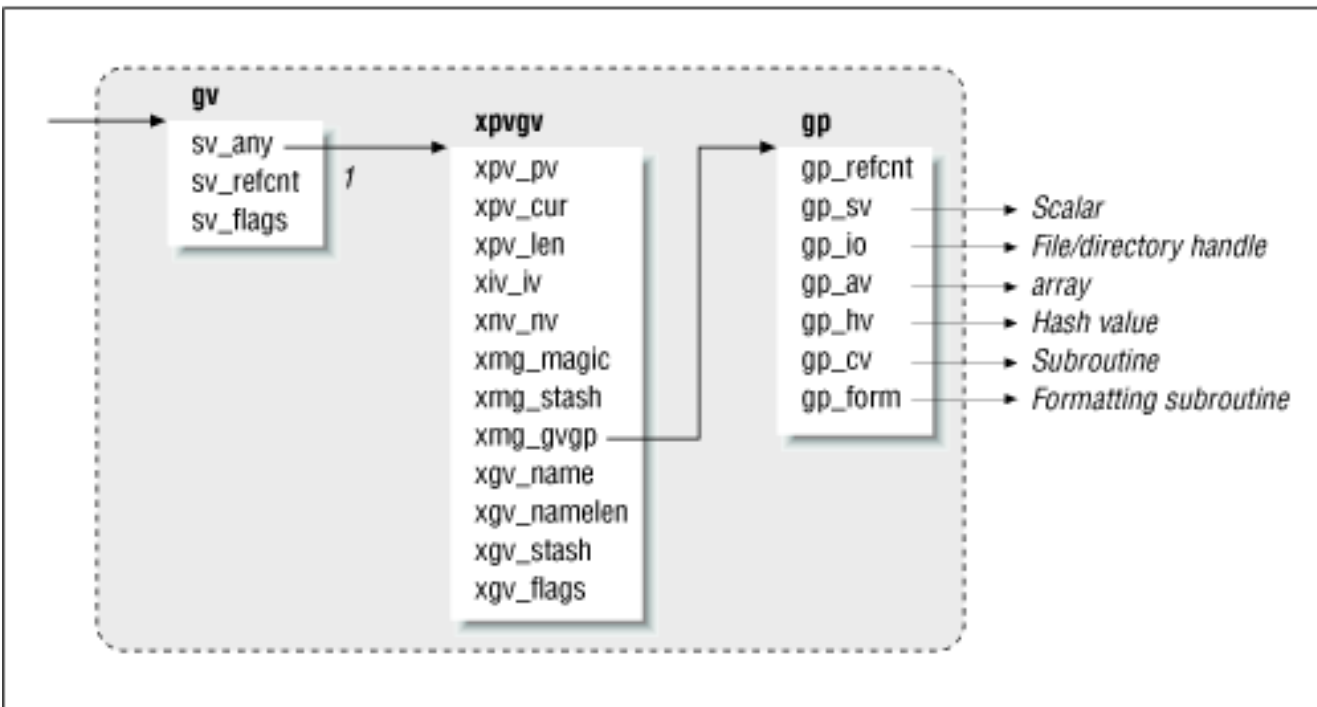 gv
sv_any
sv_refcnt
sv_flags
1
xpvgv
xpv_pv
xpv_cur
xpv_len
xiv_iv
xnv_nv
xmg_magic
xmg_stash
xmg_gvgp
xgv_name
xgv_namelen
xgv_stash
xgv_flags
gp
gp_refcnt
gp_sv Scalar
gp_io File/directory handle
gp_av array
gp_hv Hash value
gp_cv Subroutine
gp_form Formatting subroutine